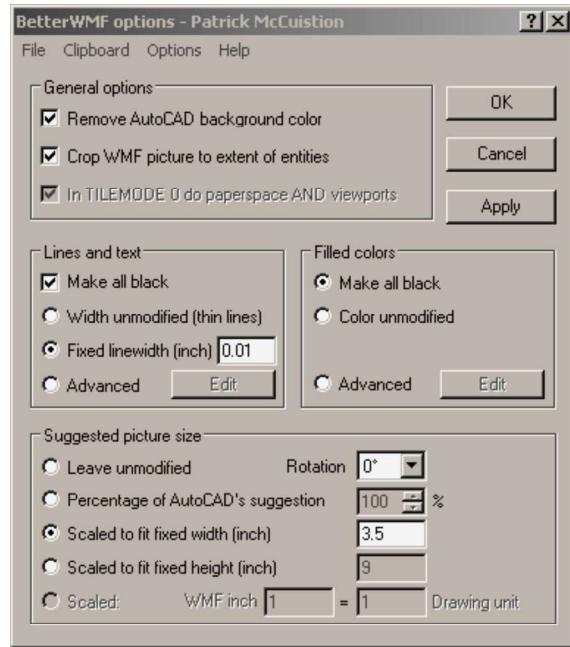 BetterWMF options - Patrick McCuistion ? X
File Clipboard Options Help
General options
Remove AutoCAD background color
Crop WMF picture to extent of entities
In TILEMODE 0 do paperspace AND viewports
OK
Cancel
Apply
Lines and text
Make all black
Width unmodified (thin lines)
Fixed linewidth (inch) 0.01
Advanced Edit
Filled colors
Make all black
Color unmodified
Advanced Edit
Suggested picture size
Leave unmodified Rotation 0°
Percentage of AutoCAD's suggestion 100 %
Scaled to fit fixed width (inch) 3.5
Scaled to fit fixed height (inch) 9
Scaled: WMF inch 1 = 1 Drawing unit